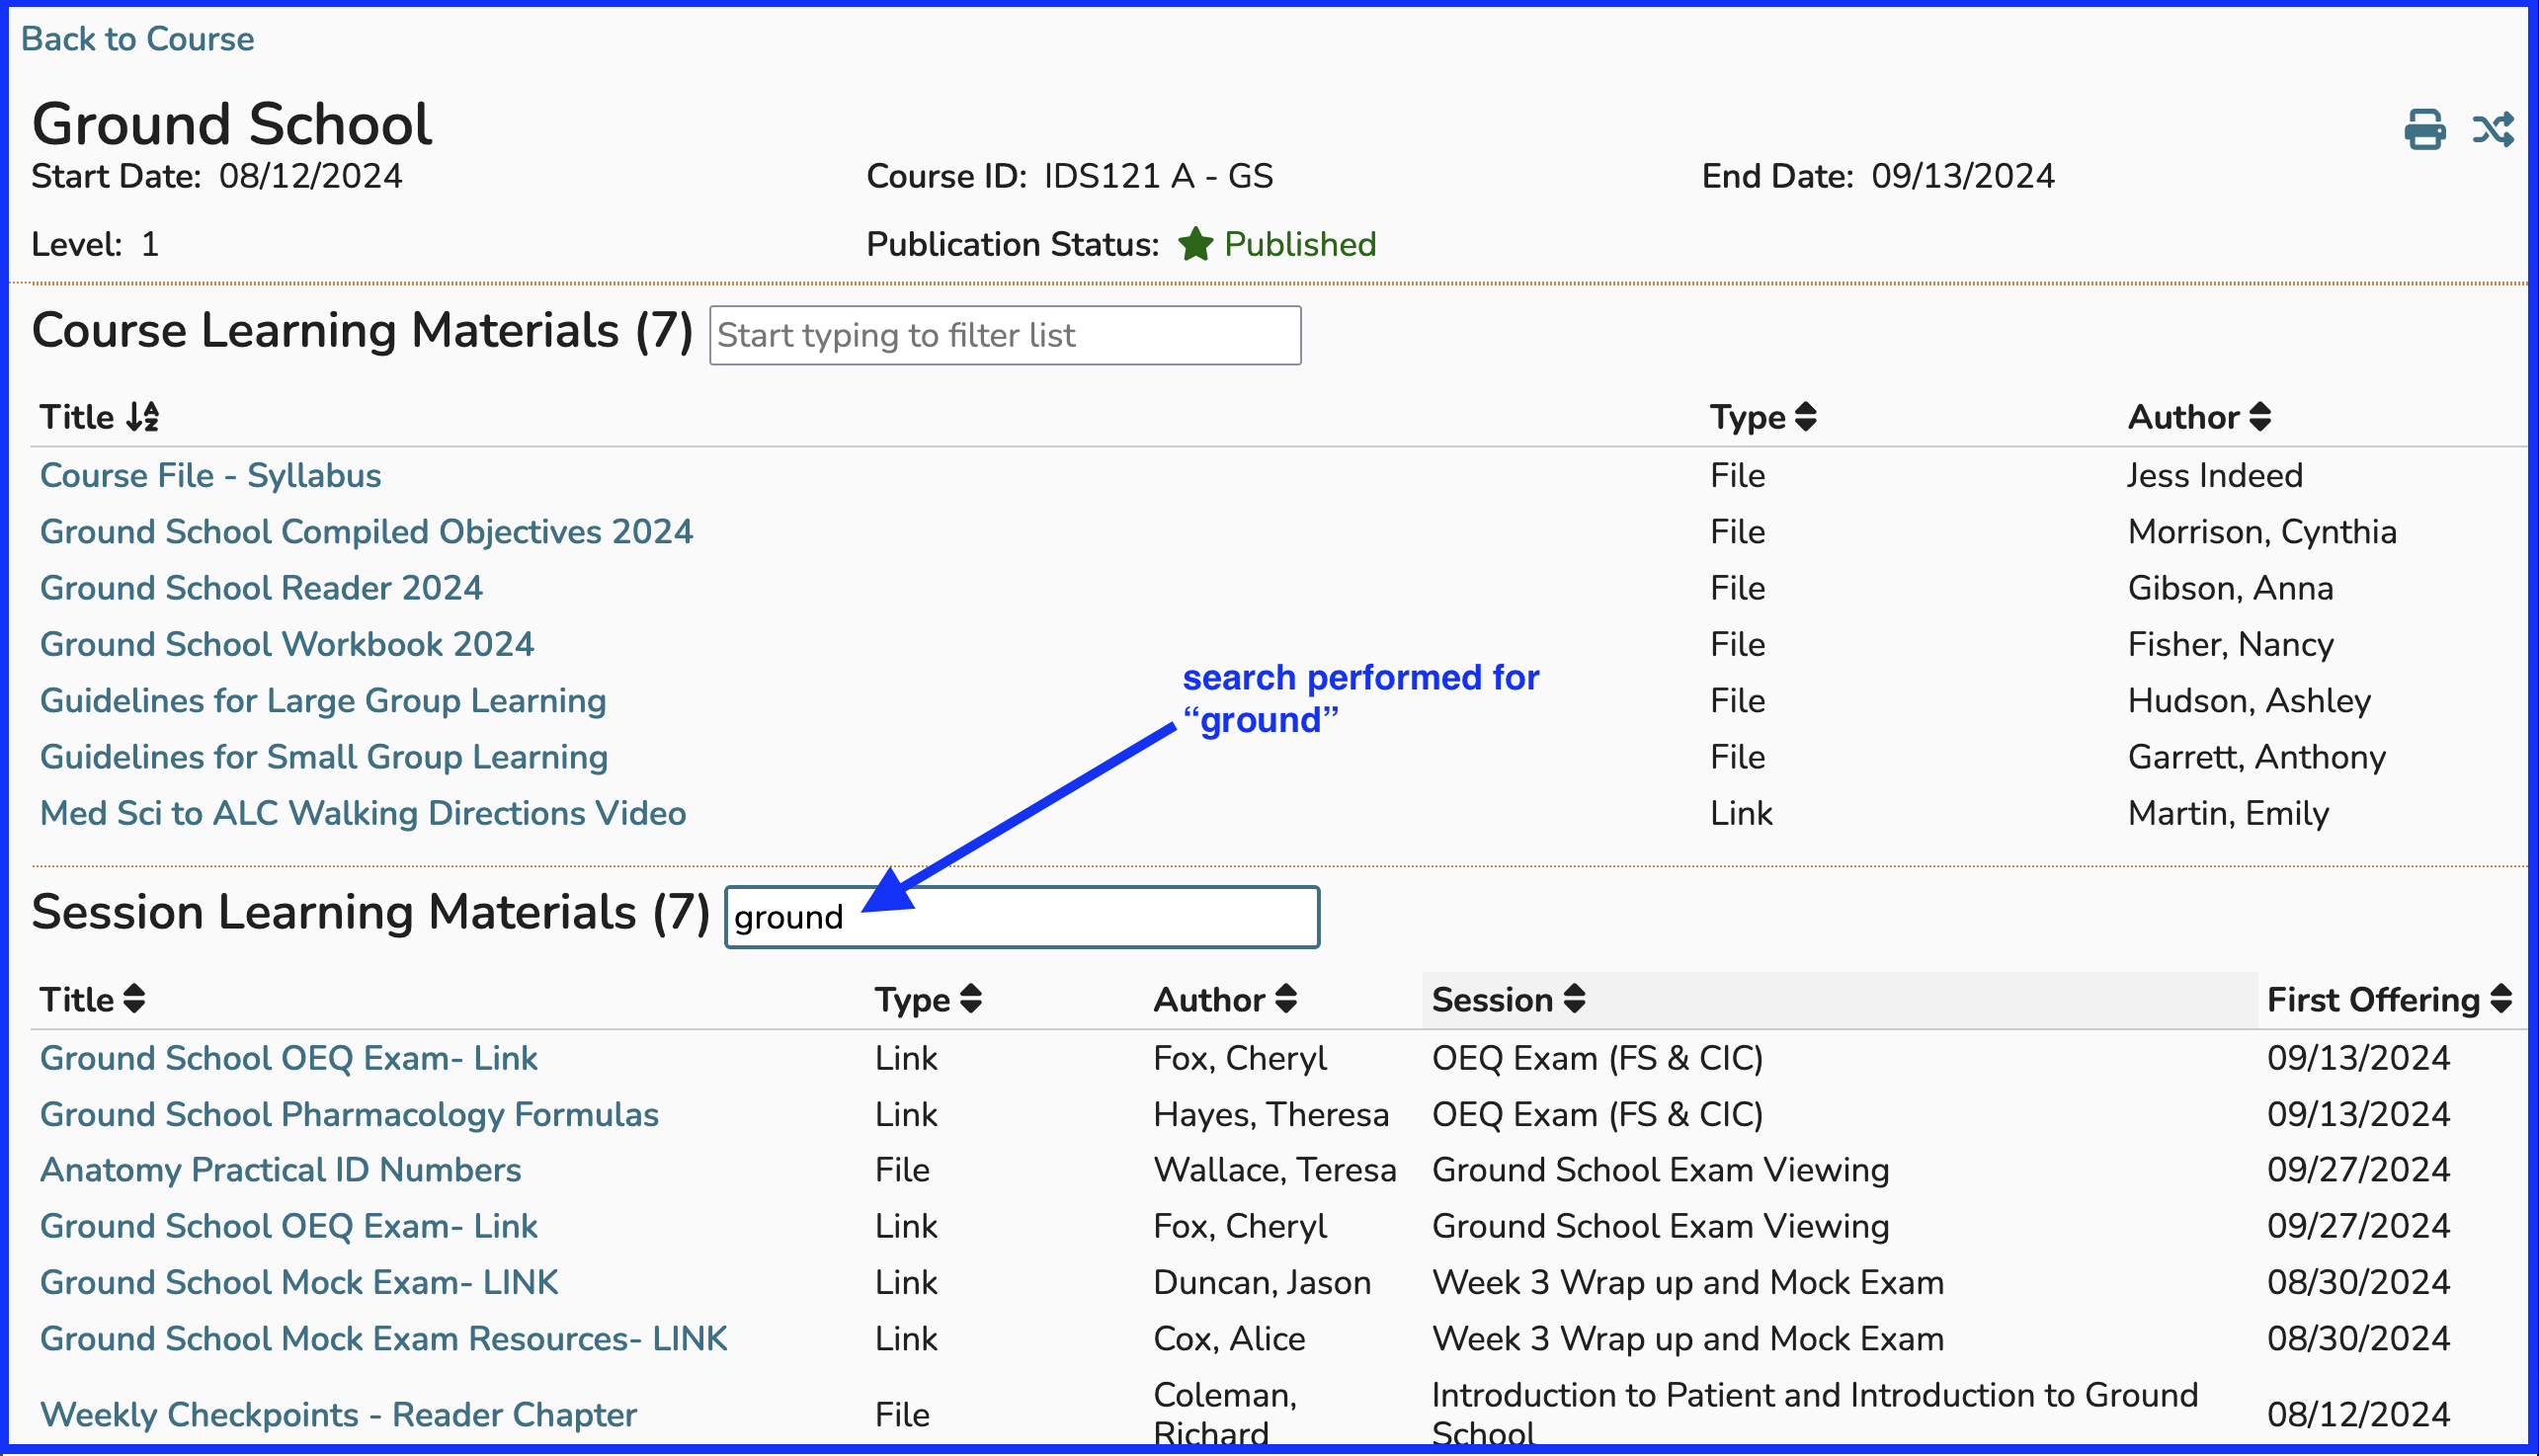 Back to Course
Ground School
Start Date: 08/12/2024 Course ID: IDS121 A - GS End Date: 09/13/2024
Level: 1 Publication Status: Published
Course Learning Materials (7) Start typing to filter list
Title Type Author
Course File - Syllabus File Jess Indeed
Ground School Compiled Objectives 2024 File Morrison, Cynthia
Ground School Reader 2024 File Gibson, Anna
Ground School Workbook 2024 File Fisher, Nancy
Guidelines for Large Group Learning File Hudson, Ashley
Guidelines for Small Group Learning File Garrett, Anthony
Med Sci to ALC Walking Directions Video Link Martin, Emily
search performed for
“ground”
Session Learning Materials (7) ground
Title Type Author Session First Offering
Ground School OEQ Exam- Link Link Fox, Cheryl OEQ Exam (FS & CIC) 09/13/2024
Ground School Pharmacology Formulas Link Hayes, Theresa OEQ Exam (FS & CIC) 09/13/2024
Anatomy Practical ID Numbers File Wallace, Teresa Ground School Exam Viewing 09/27/2024
Ground School OEQ Exam- Link Link Fox, Cheryl Ground School Exam Viewing 09/27/2024
Ground School Mock Exam- LINK Link Duncan, Jason Week 3 Wrap up and Mock Exam 08/30/2024
Ground School Mock Exam Resources- LINK Link Cox, Alice Week 3 Wrap up and Mock Exam 08/30/2024
Weekly Checkpoints - Reader Chapter File Coleman, Richard Introduction to Patient and Introduction to Ground School 08/12/2024